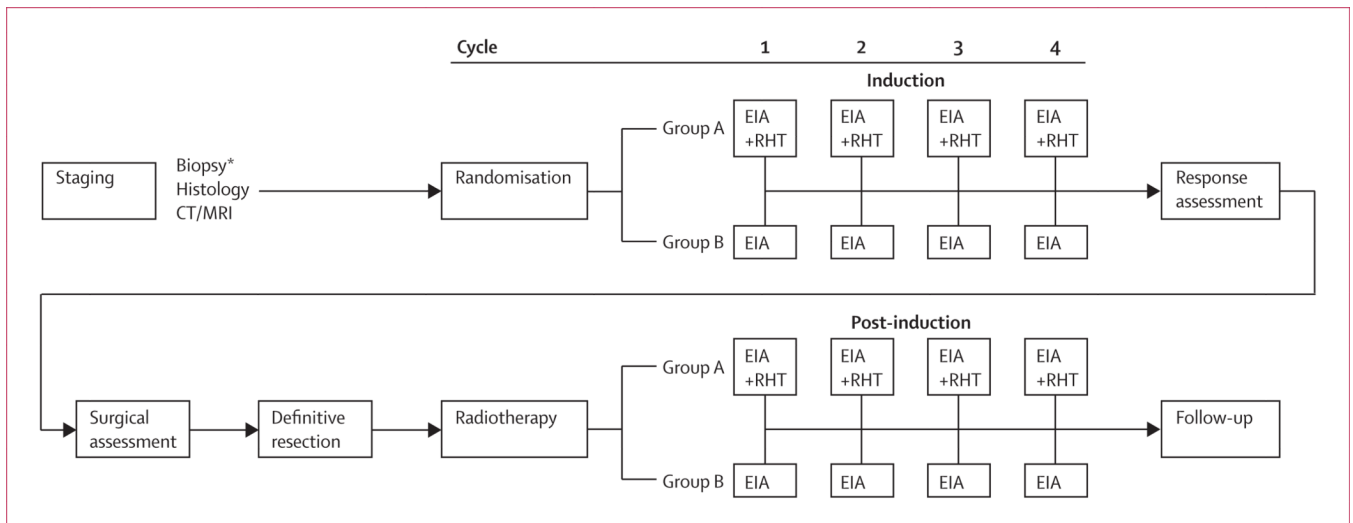 Cycle 1 2 3 4
Induction
Group A
EIA
+RHT
EIA
+RHT
EIA
+RHT
EIA
+RHT
Staging
Biopsy*
Histology
CT/MRI
Randomisation
Response
assessment
Group B
EIA
EIA
EIA
EIA
Post-induction
Group A
EIA
+RHT
EIA
+RHT
EIA
+RHT
EIA
+RHT
Surgical
assessment
Definitive
resection
Radiotherapy
Follow-up
Group B
EIA
EIA
EIA
EIA